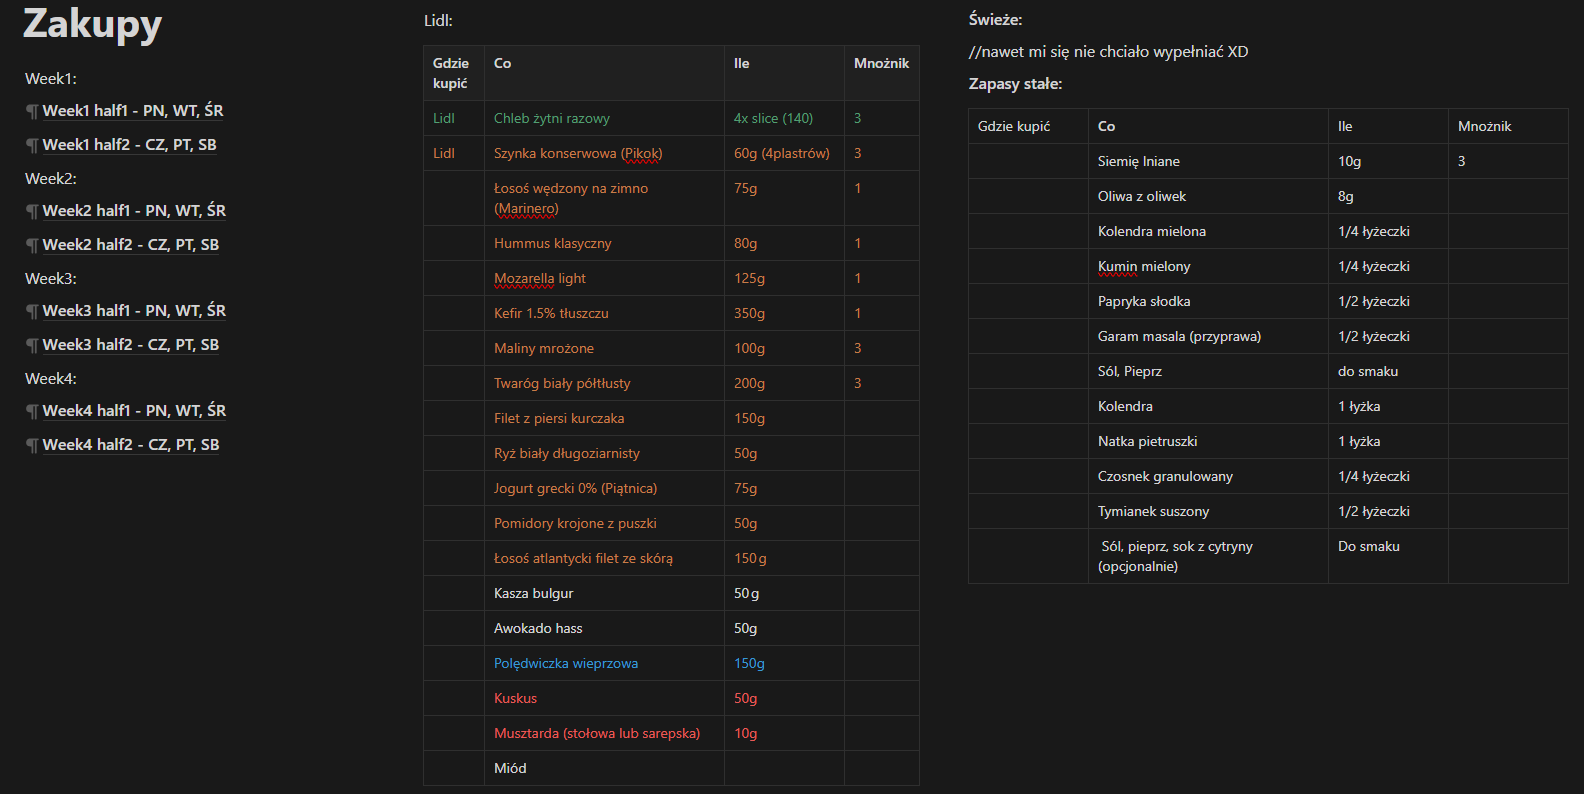 Zakupy
Week1:
¶ Week1 half1 - PN, WT, ŚR
¶ Week1 half2 - CZ, PT, SB
Week2:
¶ Week2 half1 - PN, WT, ŚR
¶ Week2 half2 - CZ, PT, SB
Week3:
¶ Week3 half1 - PN, WT, ŚR
¶ Week3 half2 - CZ, PT, SB
Week4:
¶ Week4 half1 - PN, WT, ŚR
¶ Week4 half2 - CZ, PT, SB
Lidl:
Gdzie kupić Co Ile Mnożnik
Lidl Chleb żytni razowy 4x slice (140) 3
Lidl Szynka konserwowa (Pikok) 60g (4plastrów) 3
Łosoś wędzony na zimno (Marinero) 75g 1
Hummus klasyczny 80g 1
Mozarella light 125g 1
Kefir 1.5% tłuszczu 350g 1
Maliny mrożone 100g 3
Twaróg biały półtłusty 200g 3
Filet z piersi kurczaka 150g
Ryż biały długoziarnisty 50g
Jogurt grecki 0% (Piątnica) 75g
Pomidory krojone z puszki 50g
Łosoś atlantycki filet ze skórą 150 g
Kasza bulgur 50 g
Awokado hass 50g
Polędwiczka wieprzowa 150g
Kuskus 50g
Musztarda (stołowa lub sarepska) 10g
Miód
Świeże:
//nawet mi się nie chciało wypełniać XD
Zapasy stałe:
Gdzie kupić Co Ile Mnożnik
Siemię lniane 10g 3
Oliwa z oliwek 8g
Kolendra mielona 1/4 łyżeczki
Kumin mielony 1/4 łyżeczki
Papryka słodka 1/2 łyżeczki
Garam masala (przyprawa) 1/2 łyżeczki
Sól, Pieprz do smaku
Kolendra 1 łyżka
Natka pietruszki 1 łyżka
Czosnek granulowany 1/4 łyżeczki
Tymianek suszony 1/2 łyżeczki
Sól, pieprz, sok z cytryny (opcjonalnie) Do smaku